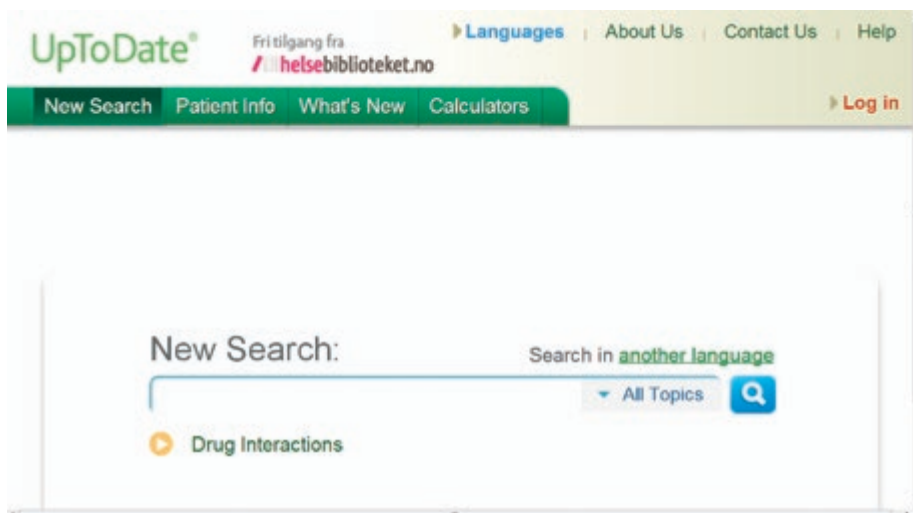 UpToDate®
Fri tilgang fra
helsebiblioteket.no
Languages About Us Contact Us Help
New Search Patient Info What's New Calculators
Log in
New Search:
Search in another language
All Topics
Drug Interactions